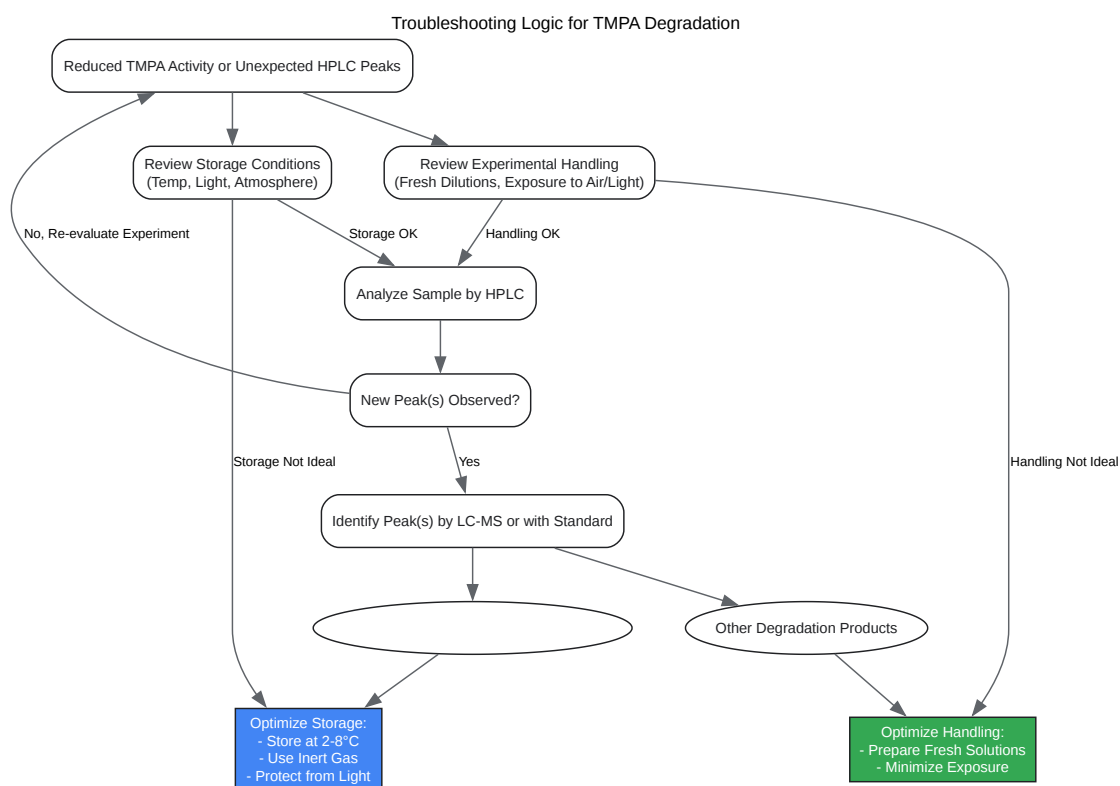 Troubleshooting Logic for TMPA Degradation
Reduced TMPA Activity or Unexpected HPLC Peaks
Review Storage Conditions
(Temp, Light, Atmosphere)
Review Experimental Handling
(Fresh Dilutions, Exposure to Air/Light)
No, Re-evaluate Experiment
Storage OK
Handling OK
Analyze Sample by HPLC
New Peak(s) Observed?
Storage Not Ideal
Yes
Handling Not Ideal
Identify Peak(s) by LC-MS or with Standard
Other Degradation Products
Optimize Storage:
- Store at 2-8°C
- Use Inert Gas
- Protect from Light
Optimize Handling:
- Prepare Fresh Solutions
- Minimize Exposure